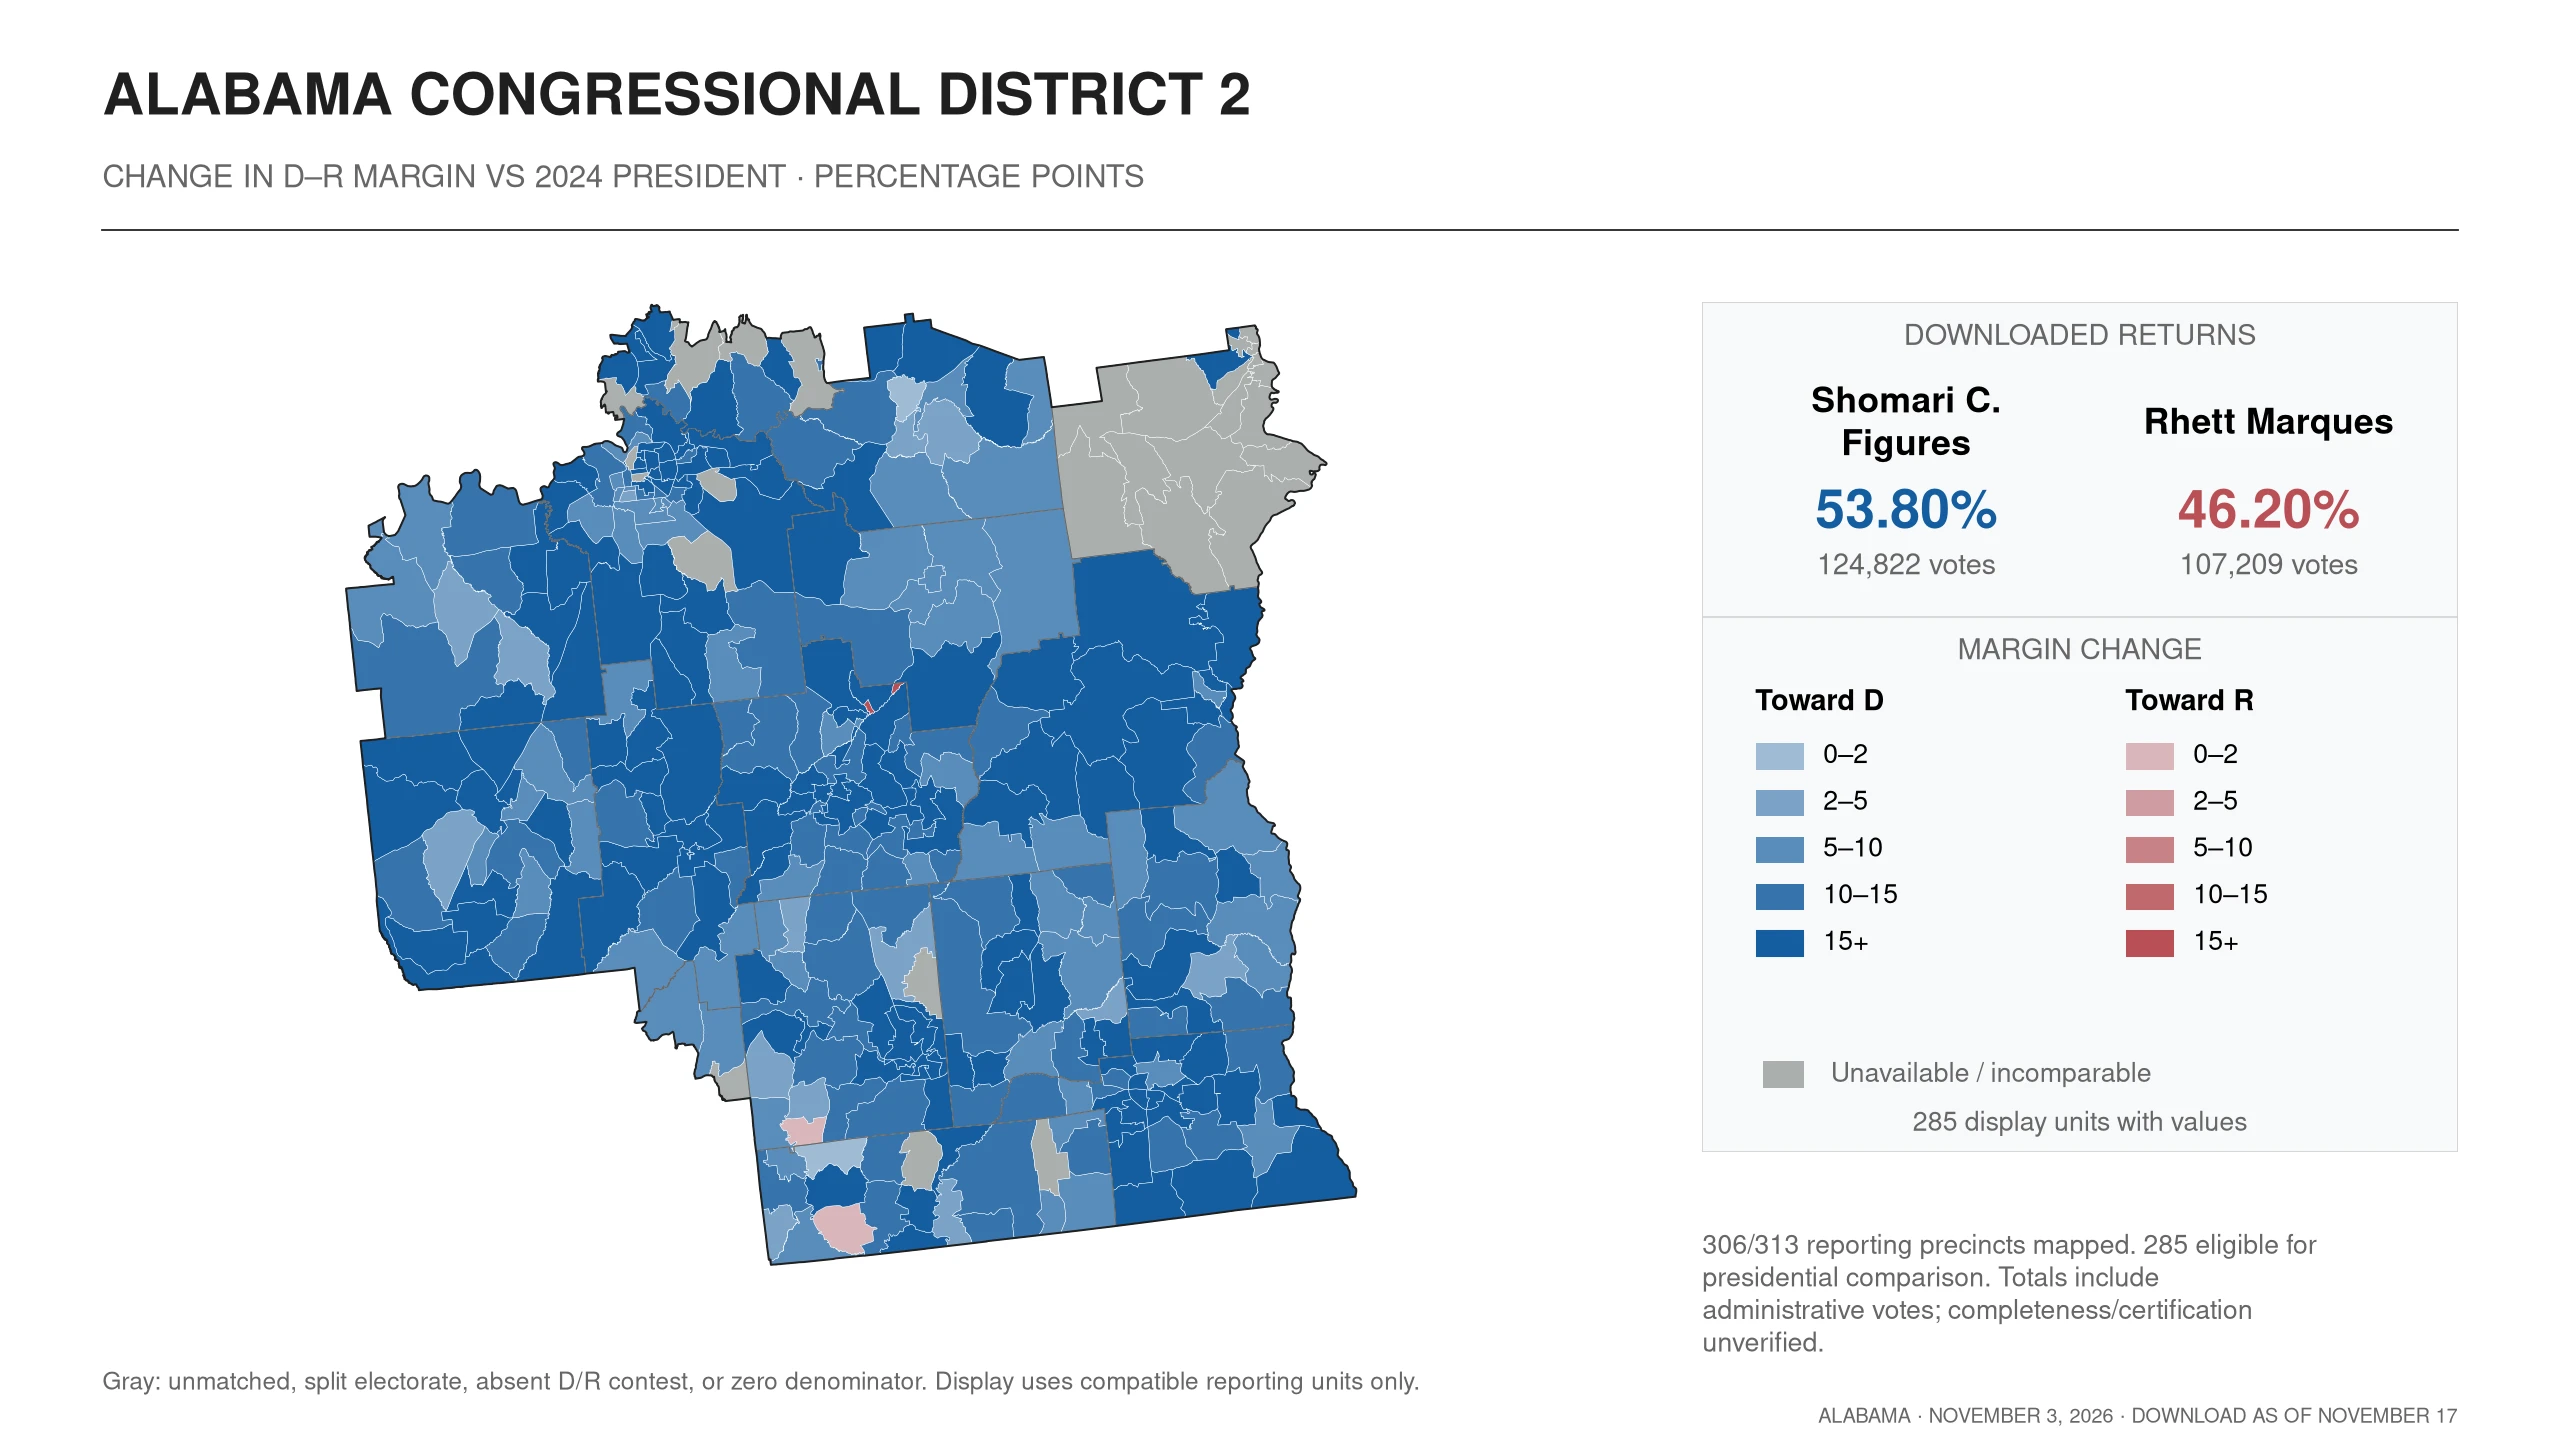 ALABAMA CONGRESSIONAL DISTRICT 2
CHANGE IN D–R MARGIN VS 2024 PRESIDENT · PERCENTAGE POINTS
DOWNLOADED RETURNS
Shomari C.
Figures
53.80%
124,822 votes
Rhett Marques
46.20%
107,209 votes
MARGIN CHANGE
Toward D
0–2
2–5
5–10
10–15
15+
Toward R
0–2
2–5
5–10
10–15
15+
Unavailable / incomparable
285 display units with values
306/313 reporting precincts mapped. 285 eligible for
presidential comparison. Totals include
administrative votes; completeness/certification
unverified.
Gray: unmatched, split electorate, absent D/R contest, or zero denominator. Display uses compatible reporting units only.
ALABAMA · NOVEMBER 3, 2026 · DOWNLOAD AS OF NOVEMBER 17